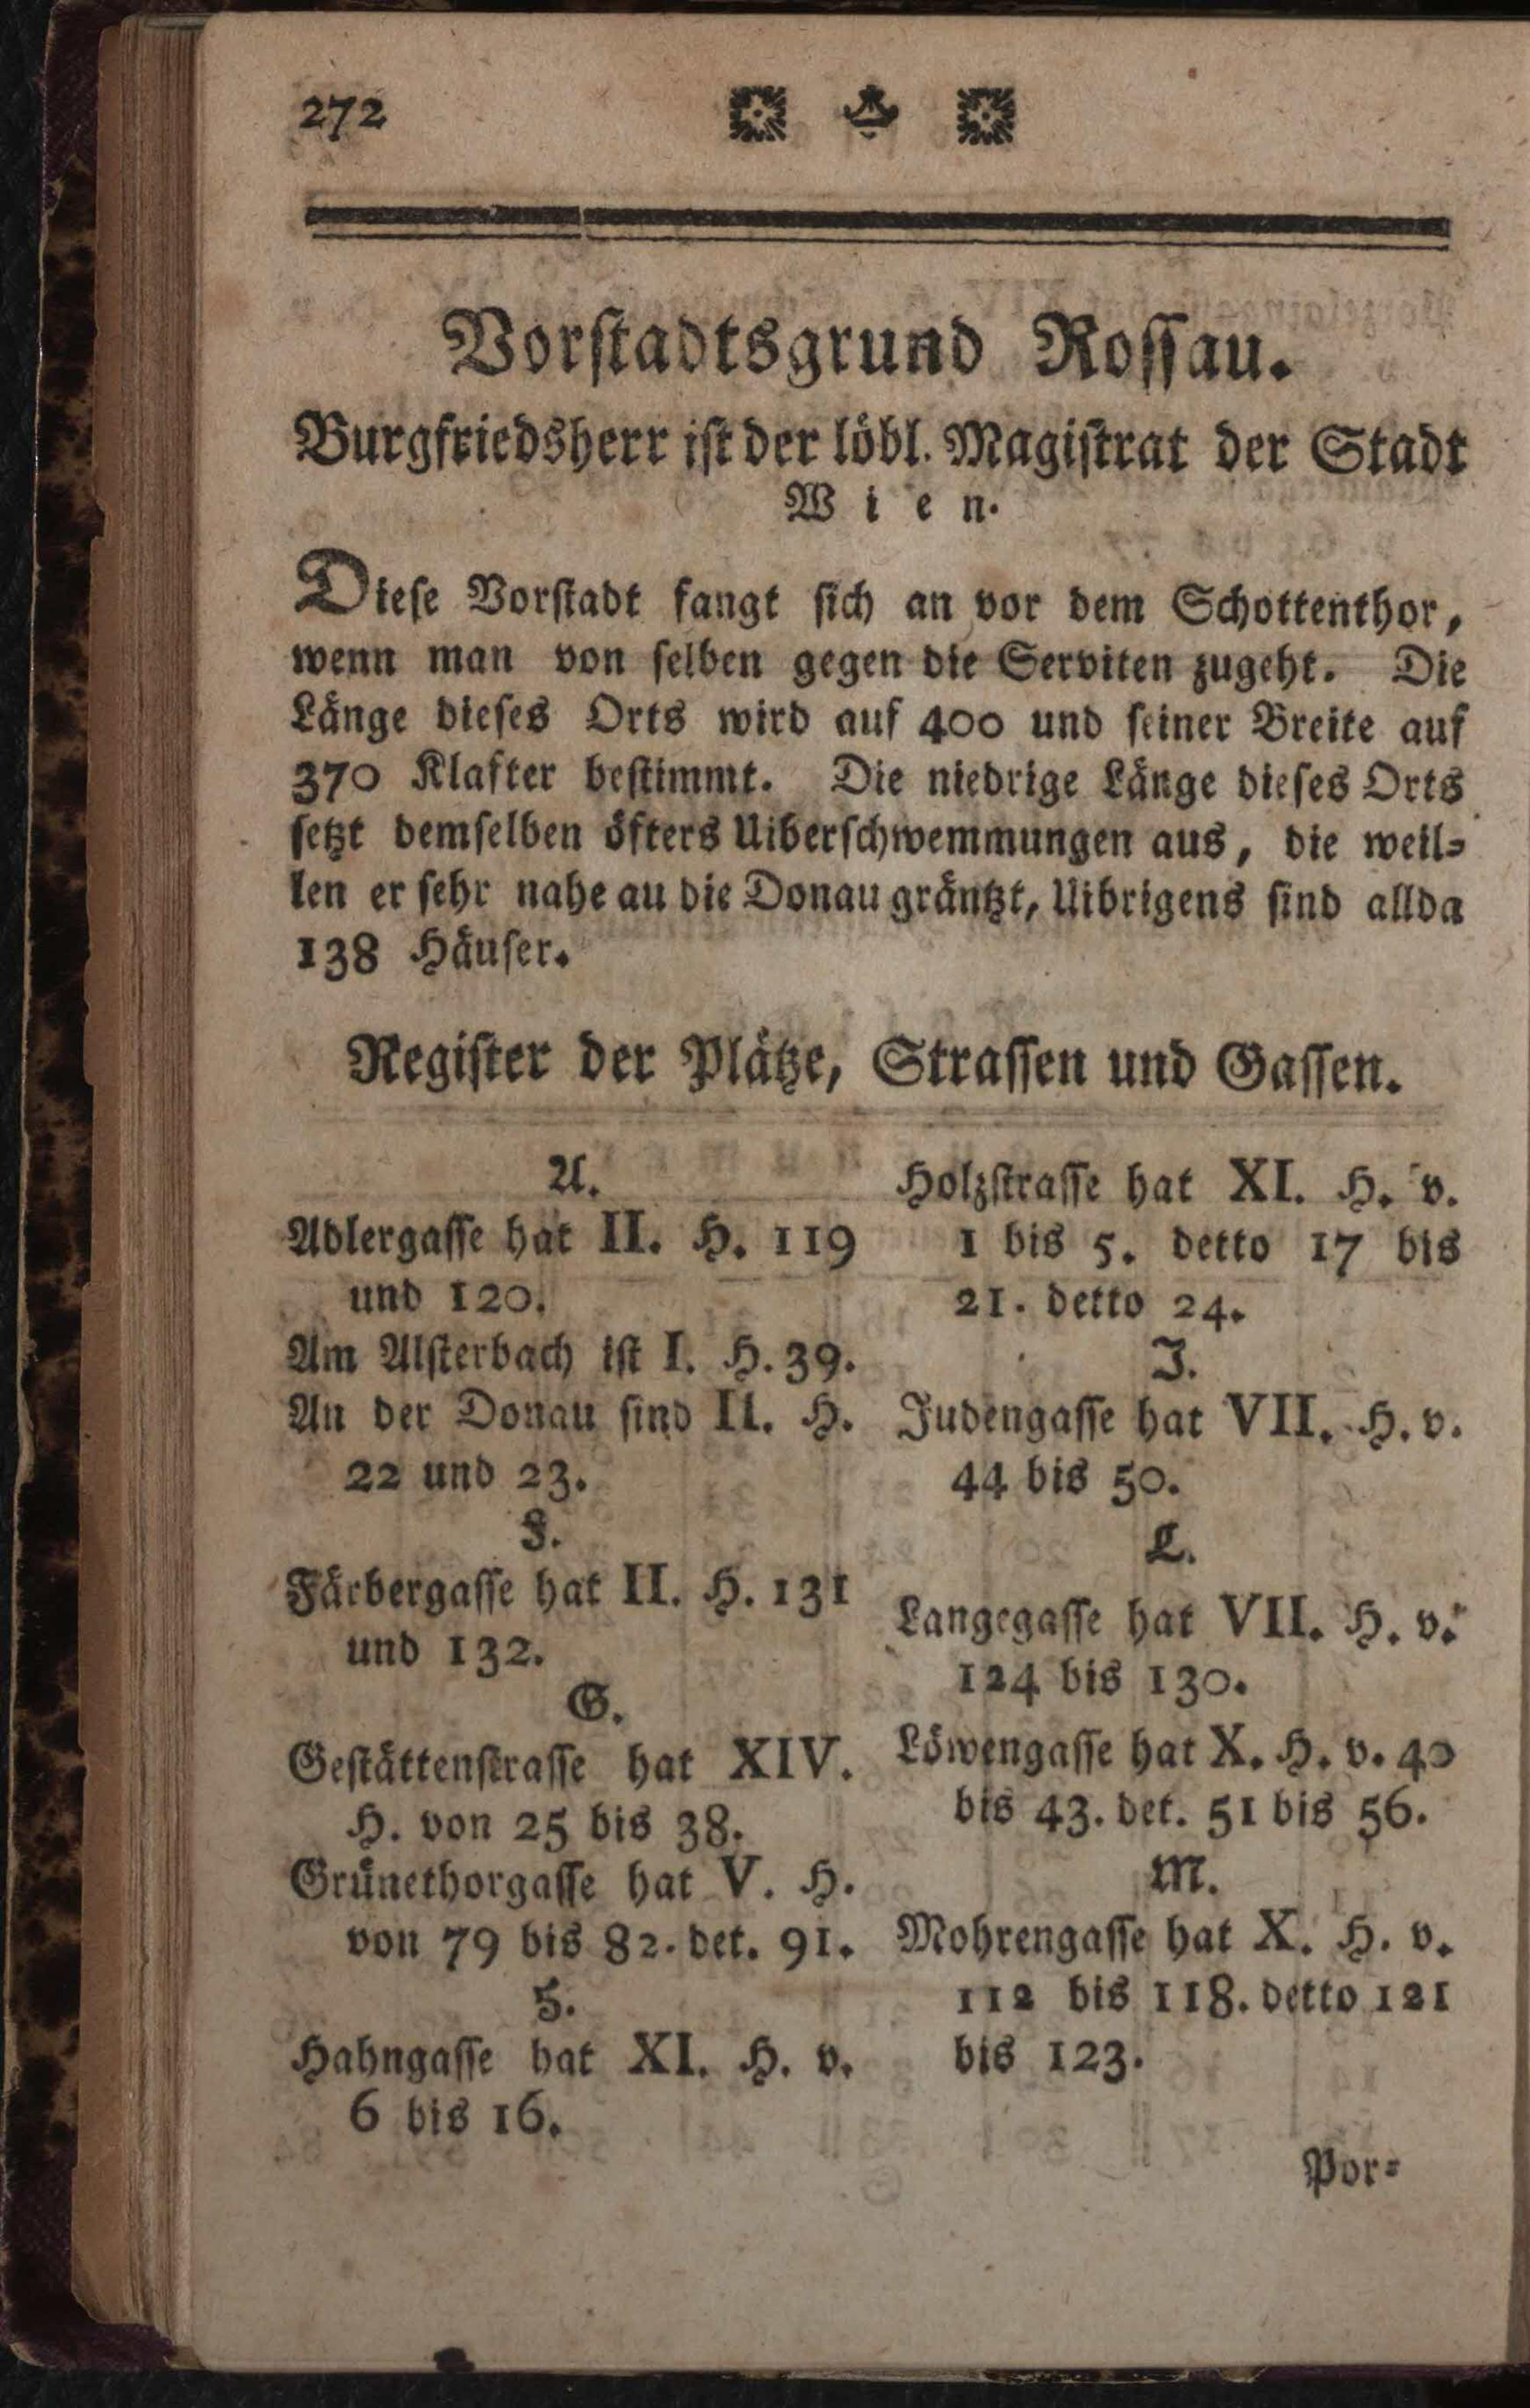 272
Vorstadtsgrund Rossau.
Burgfriedsherr ist der löbl. Magistrat der Stadt
Wien.
Diese Vorstadt fangt sich an vor dem Schottenthor,
wenn man von selben gegen die Serviten zugeht. Die
Länge dieses Orts wird auf 400 und seiner Breite auf
370 Klafter bestimmt. Die niedrige Länge dieses Orts
setzt demselben öfters Uiberschwemmungen aus, die weil-
len er sehr nahe au die Donau gräntzt, Uibrigens sind allda
138 Häuser.
Register der Plätze, Strassen und Gassen.
A.
Adlergasse hat II. H. 119
und 120.
Am Alsterbach ist I. H. 39.
An der Donau sind II. H.
22 und 23.
F.
Färbergasse hat II. H. 131
und 132.
G.
Gestättenstrasse hat XIV.
H. von 25 bis 38.
Grünethorgasse hat V. H.
von 79 bis 82. det. 91.
H.
Hahngasse hat XI. H. v.
6 bis 16.
Holzstrasse hat XI. H. v.
1 bis 5. detto 17 bis
21. detto 24.
J.
Judengasse hat VII. H. v.
44 bis 50.
L.
Langegasse hat VII. H. v.
124 bis 130.
Löwengasse hat X. H. v. 40
bis 43. det. 51 bis 56.
M.
Mohrengasse hat X. H. v.
112 bis 118. detto 121
bis 123.
Por-